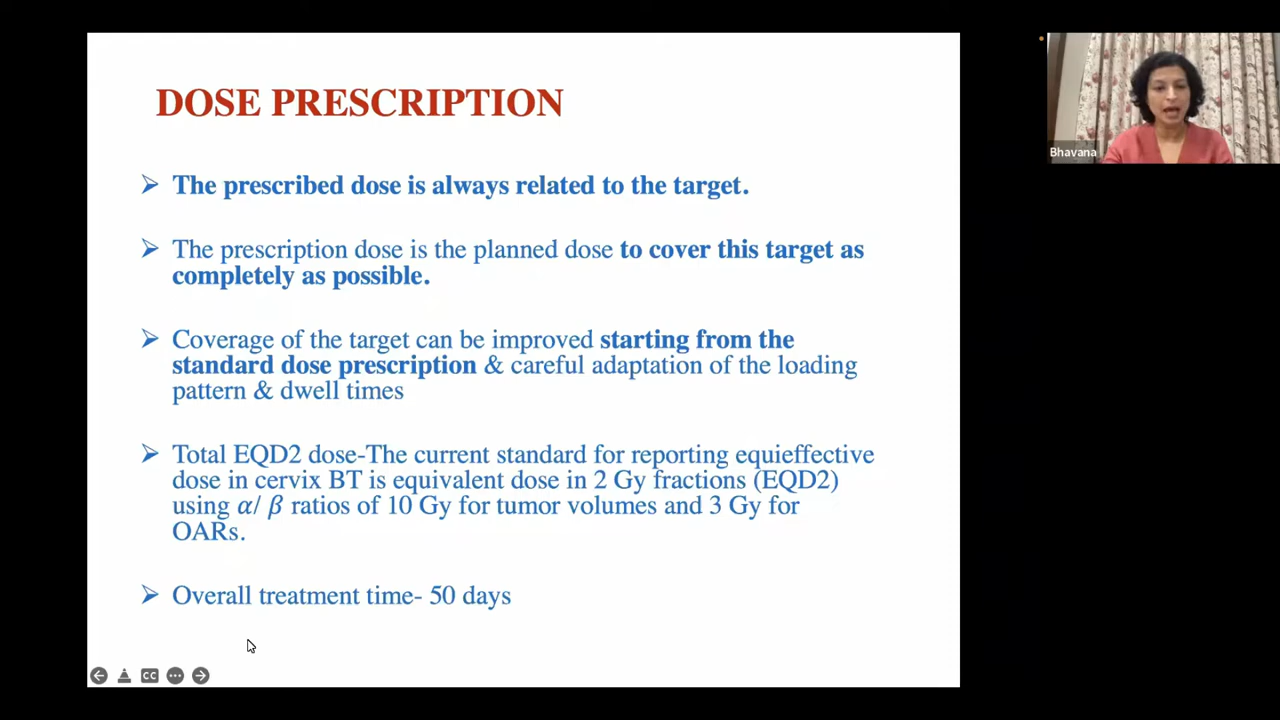 DOSE PRESCRIPTION
➢ The prescribed dose is always related to the target.
➢ The prescription dose is the planned dose to cover this target as
completely as possible.
➢ Coverage of the target can be improved starting from the
standard dose prescription & careful adaptation of the loading
pattern & dwell times
➢ Total EQD2 dose-The current standard for reporting equieffective
dose in cervix BT is equivalent dose in 2 Gy fractions (EQD2)
using α/ β ratios of 10 Gy for tumor volumes and 3 Gy for
OARs.
➢ Overall treatment time- 50 days
CC
Bhavana